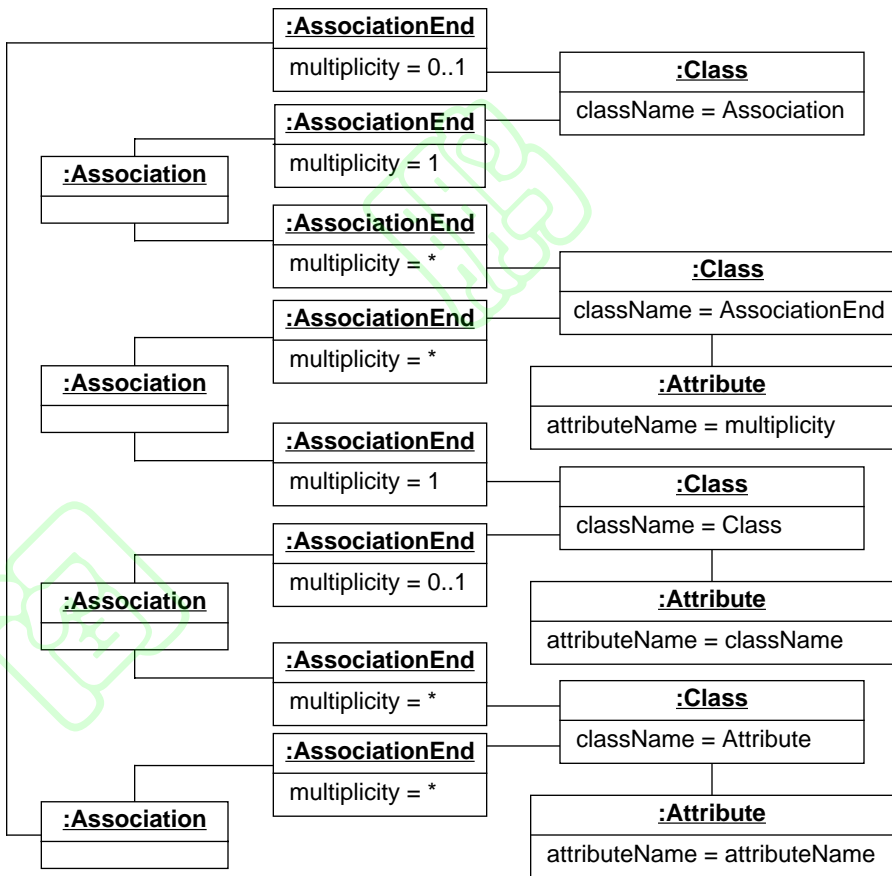 :AssociationEnd
multiplicity = 0..1
:Class
className = Association
:AssociationEnd
multiplicity = 1
:Association
:AssociationEnd
multiplicity = *
:Class
className = AssociationEnd
:AssociationEnd
multiplicity = *
:Association
:Attribute
attributeName = multiplicity
:AssociationEnd
multiplicity = 1
:Class
className = Class
:AssociationEnd
multiplicity = 0..1
:Association
:Attribute
attributeName = className
:AssociationEnd
multiplicity = *
:Class
className = Attribute
:AssociationEnd
multiplicity = *
:Association
:Attribute
attributeName = attributeName